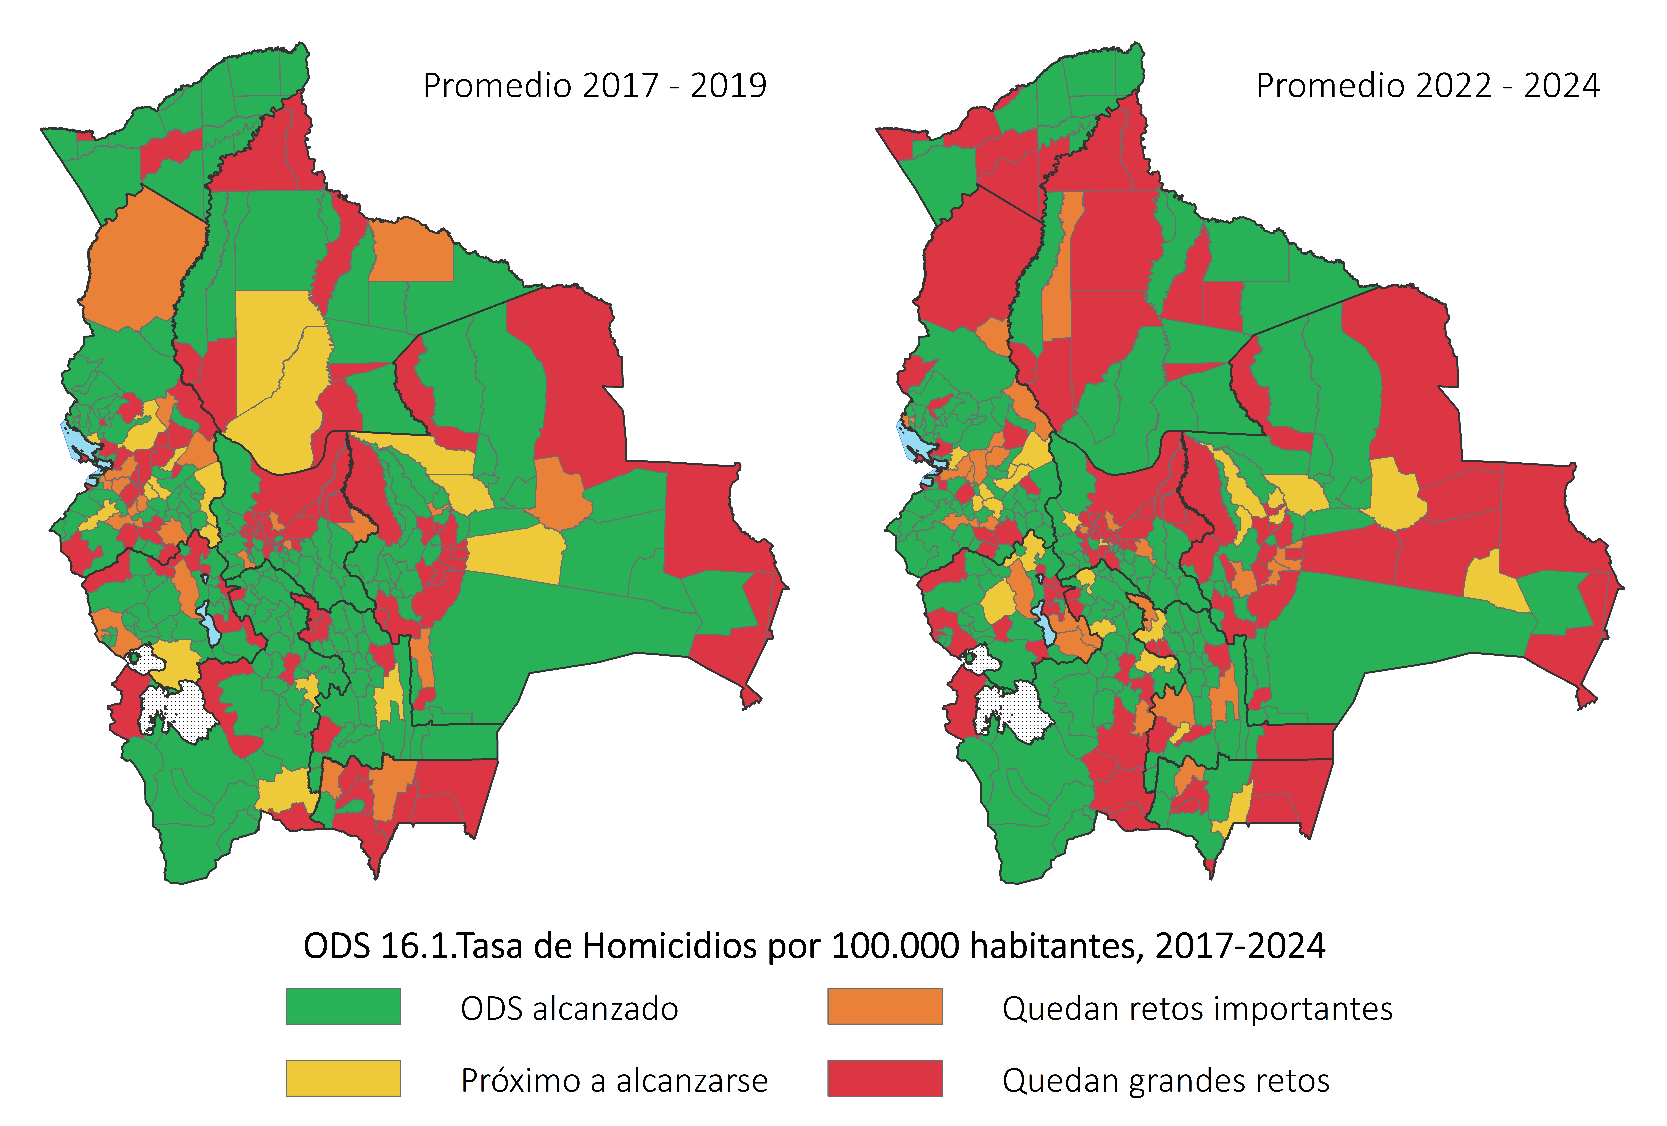 Promedio 2017 - 2019
Promedio 2022 - 2024
ODS 16.1.Tasa de Homicidios por 100.000 habitantes, 2017-2024
ODS alcanzado
Quedan retos importantes
Próximo a alcanzarse
Quedan grandes retos